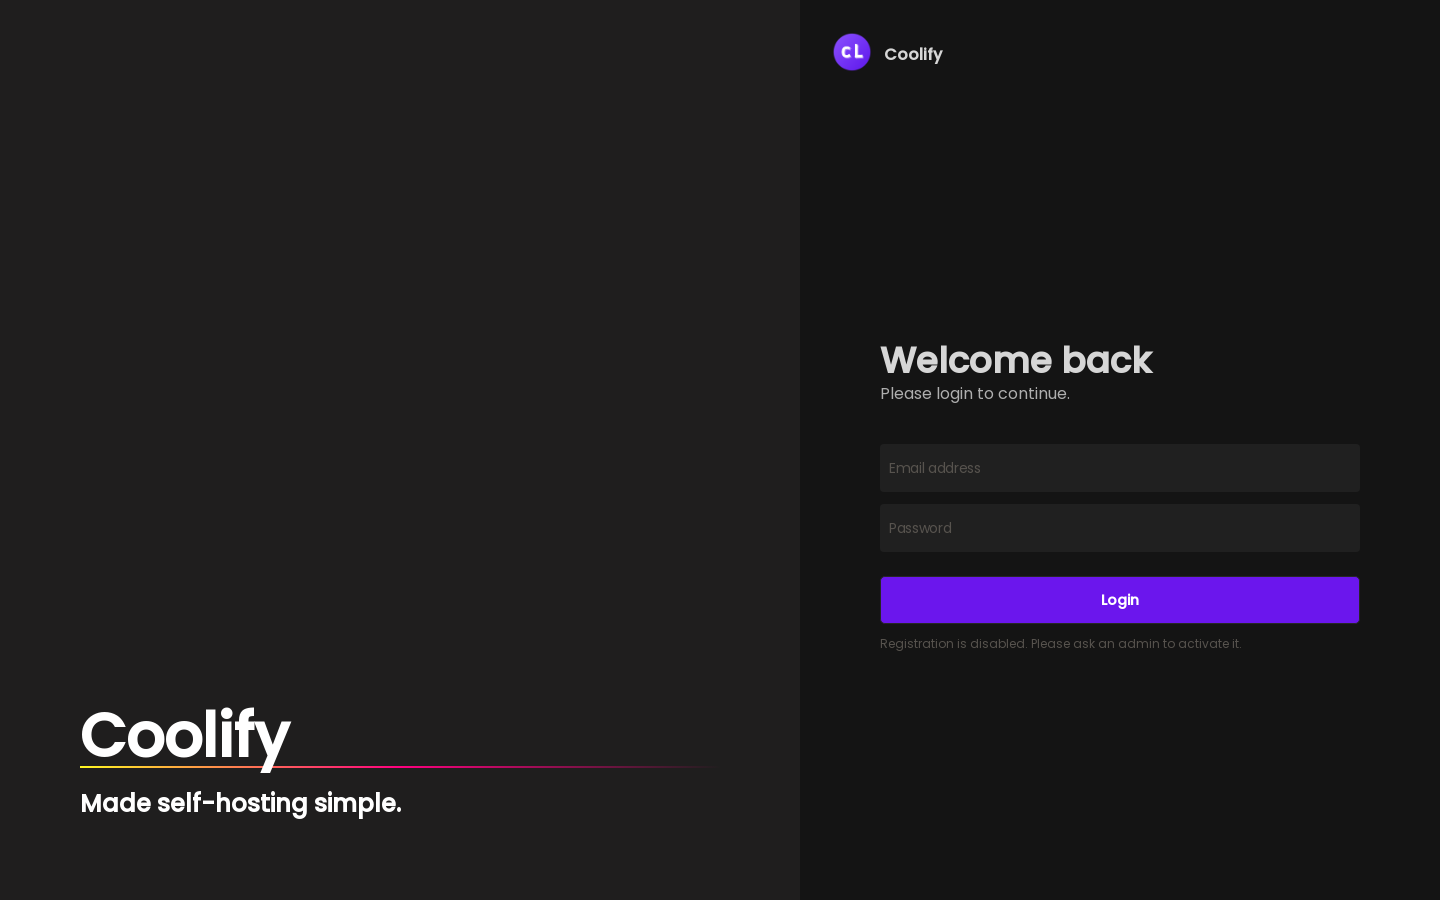 Coolify
Made self-hosting simple.
cL
Coolify
Welcome back
Please login to continue.
Email address
Password
Login
Registration is disabled. Please ask an admin to activate it.